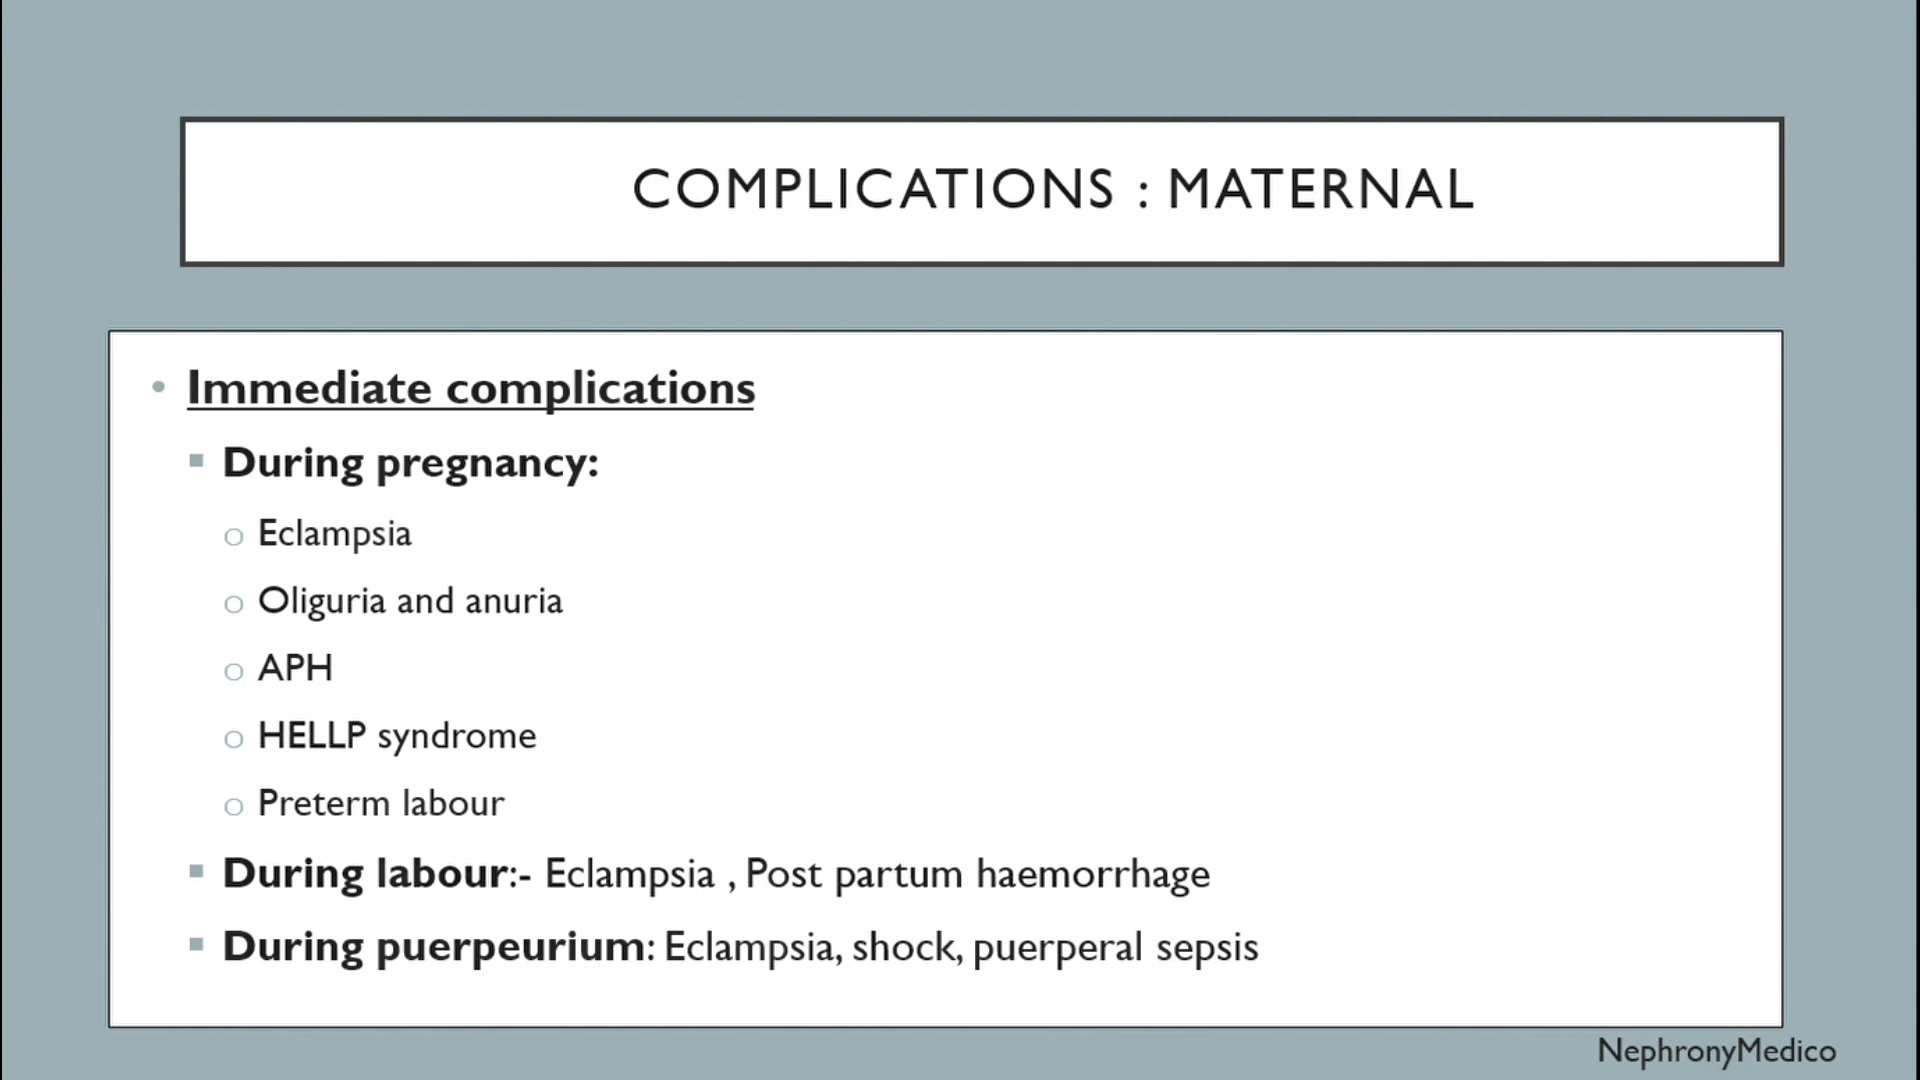 COMPLICATIONS : MATERNAL
• Immediate complications
▪ During pregnancy:
o Eclampsia
o Oliguria and anuria
o APH
o HELLP syndrome
o Preterm labour
▪ During labour:- Eclampsia , Post partum haemorrhage
▪ During puerpeurium: Eclampsia, shock, puerperal sepsis
NephronyMedico